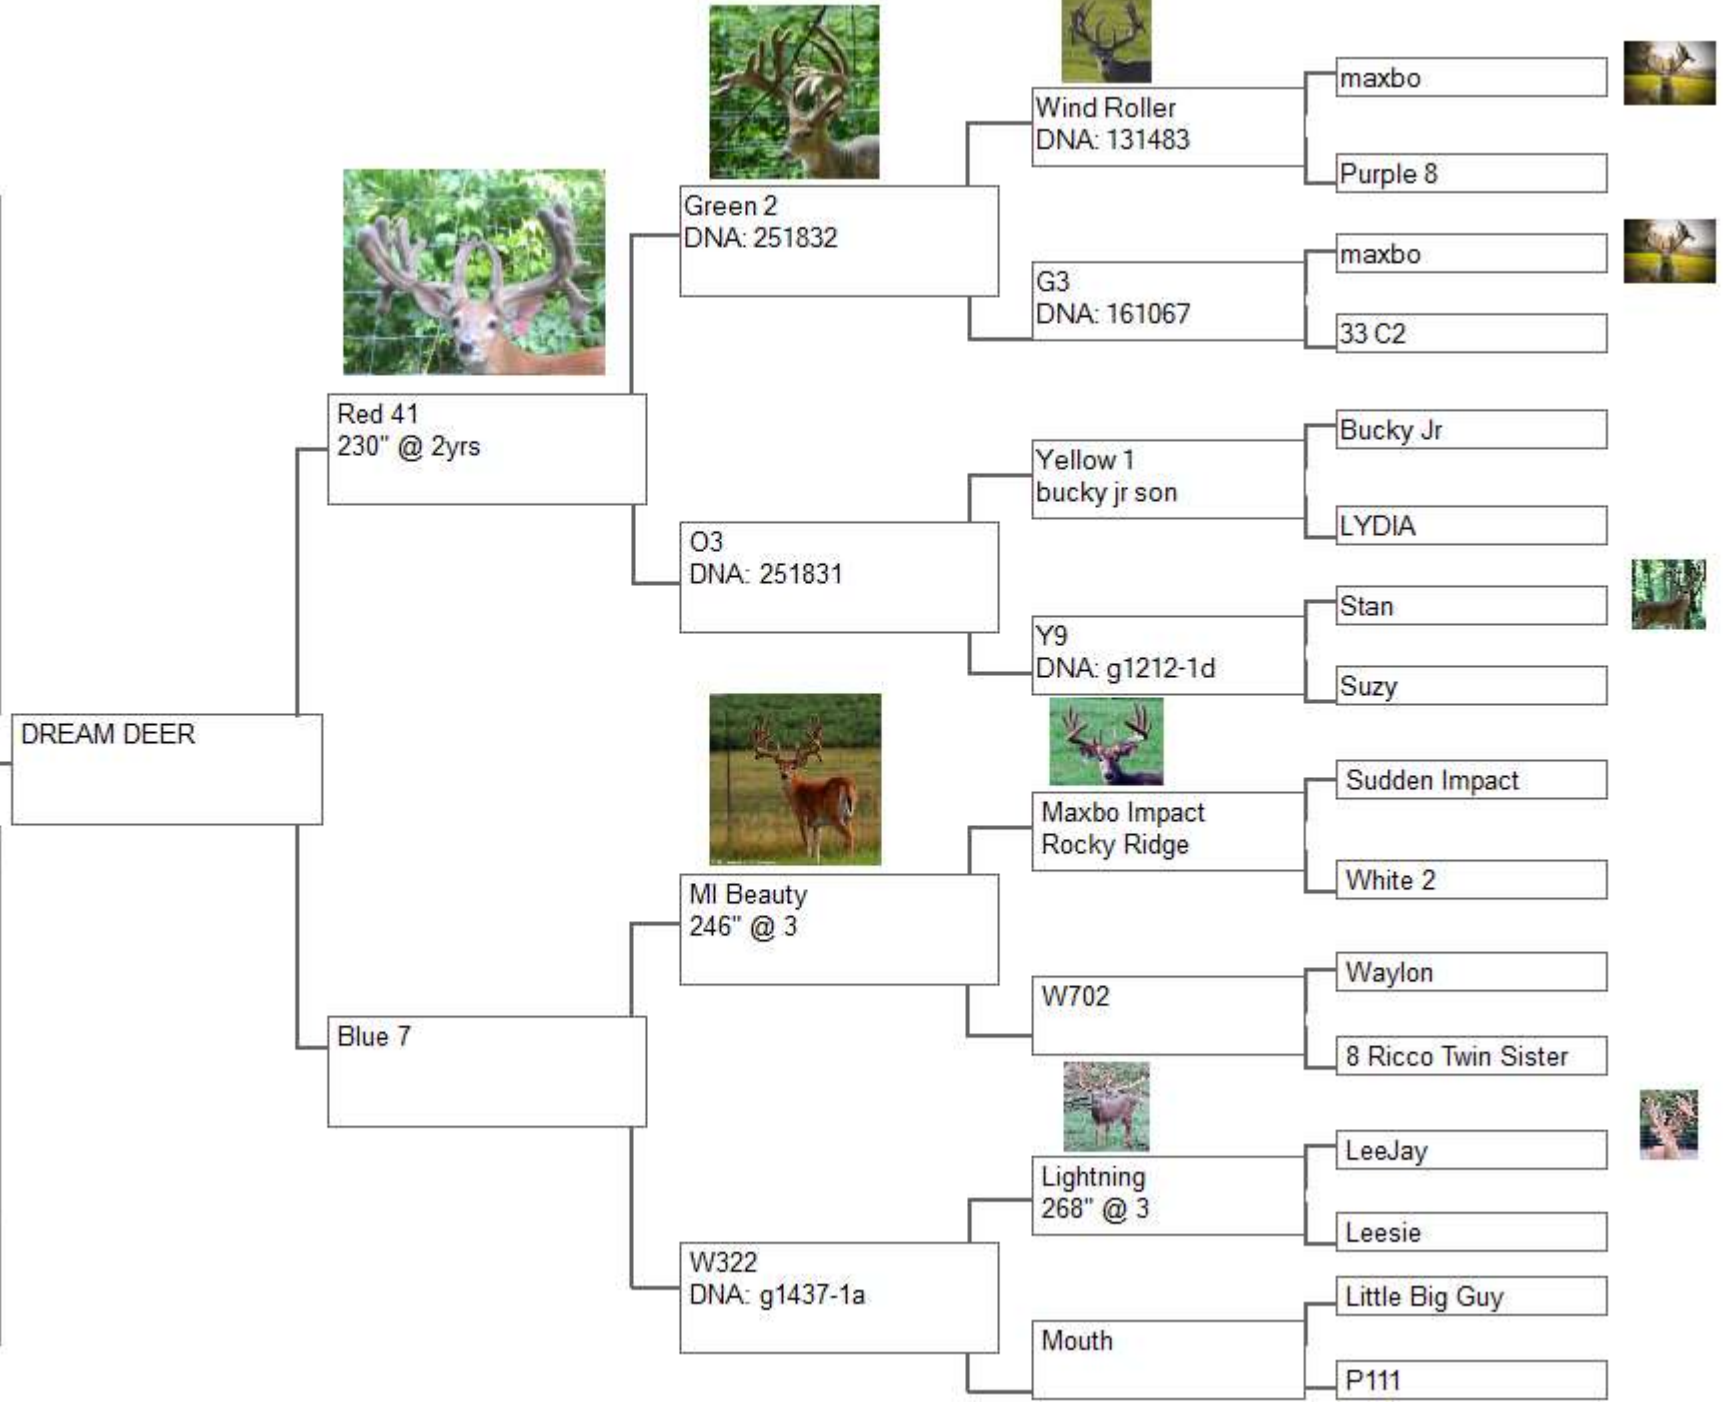 maxbo
Wind Roller
DNA: 131483
Purple 8
Green 2
DNA: 251832
maxbo
G3
DNA: 161067
33 C2
Red 41
230" @ 2yrs
Bucky Jr
Yellow 1
bucky jr son
LYDIA
O3
DNA: 251831
Stan
Y9
DNA: g1212-1d
Suzy
DREAM DEER
Sudden Impact
Maxbo Impact
Rocky Ridge
White 2
MI Beauty
246" @ 3
Waylon
W702
8 Ricco Twin Sister
Blue 7
LeeJay
Lightning
268" @ 3
Leesie
W322
DNA: g1437-1a
Little Big Guy
Mouth
P111